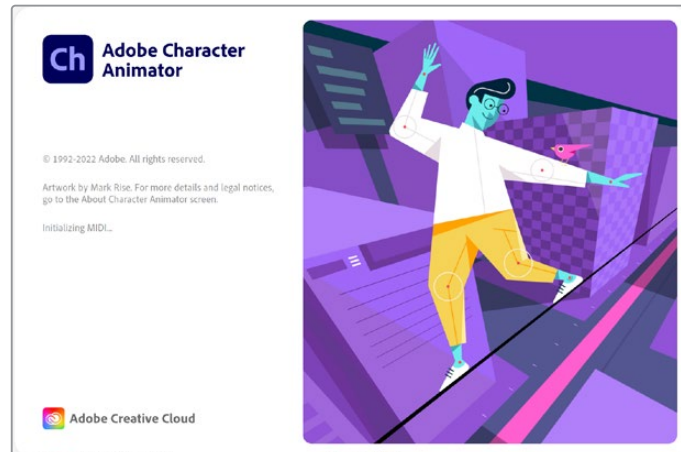 Ch
Adobe Character
Animator
© 1992-2022 Adobe. All rights reserved.
Artwork by Mark Rise. For more details and legal notices,
go to the About Character Animator screen.
Initializing MIDI...
Adobe Creative Cloud